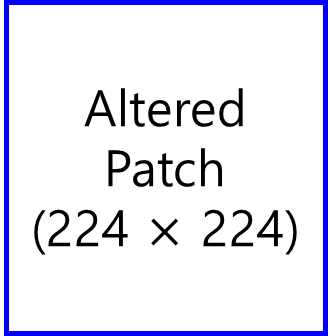 Altered
Patch
(224 × 224)